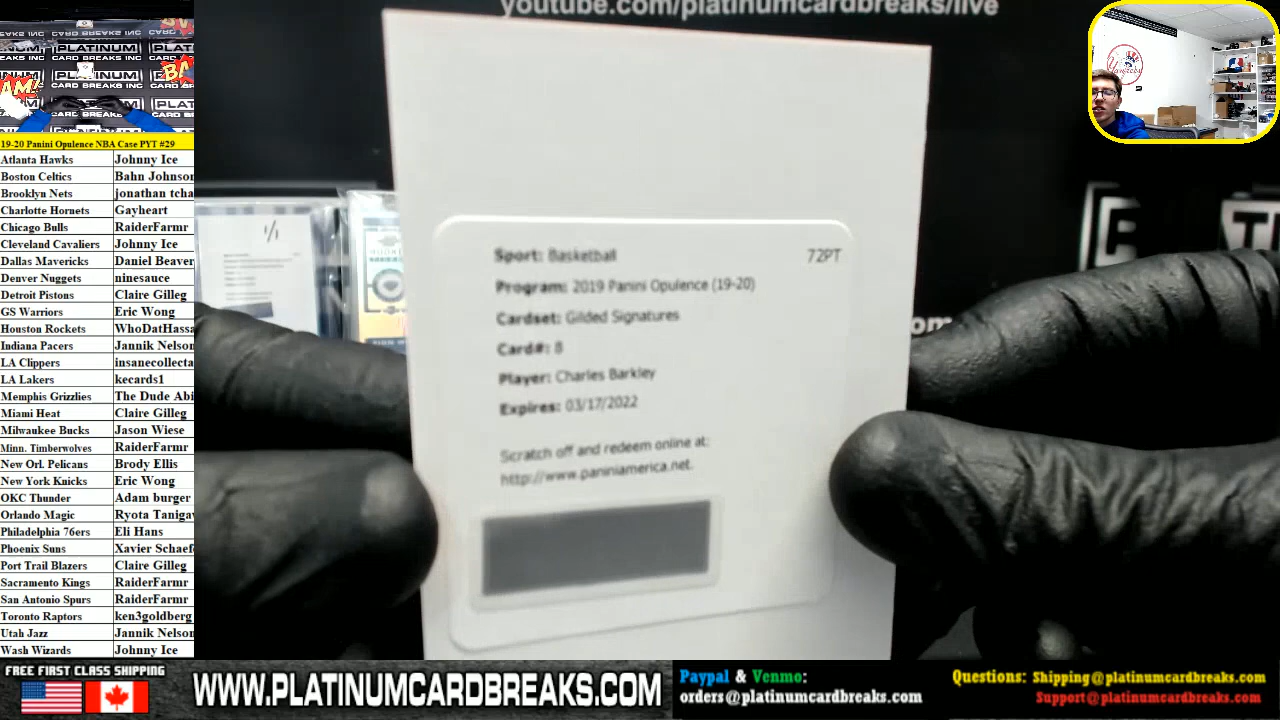 youtube.com/platinumcardbreaks/live
PLATINUM
CARD BREAKS INC
19-20 Panini Opulence NBA Case PYT #29
Atlanta Hawks Johnny Ice
Boston Celtics Bahn Johnson
Brooklyn Nets jonathan tcha
Charlotte Hornets Gayheart
Chicago Bulls RaiderFarmr
Cleveland Cavaliers Johnny Ice
Dallas Mavericks Daniel Beaver
Denver Nuggets ninesauce
Detroit Pistons Claire Gilleg
GS Warriors Eric Wong
Houston Rockets WhoDatHassa
Indiana Pacers Jannik Nelson
LA Clippers insanecollecta
LA Lakers kecards1
Memphis Grizzlies The Dude Abi
Miami Heat Claire Gilleg
Milwaukee Bucks Jason Wiese
Minn. Timberwolves RaiderFarmr
New Orl. Pelicans Brody Ellis
New York Knicks Eric Wong
OKC Thunder Adam burger
Orlando Magic Ryota Tanigav
Philadelphia 76ers Eli Hans
Phoenix Suns Xavier Schaef
Port Trail Blazers Claire Gilleg
Sacramento Kings RaiderFarmr
San Antonio Spurs RaiderFarmr
Toronto Raptors ken3goldberg
Utah Jazz Jannik Nelson
Wash Wizards Johnny Ice
1/1
Sport: Basketball 72PT
Program: 2019 Panini Opulence (19-20)
Cardset: Gilded Signatures
Card#: 8
Player: Charles Barkley
Expires: 03/17/2022
Scratch off and redeem online at:
http://www.paniniamerica.net.
FREE FIRST CLASS SHIPPING
WWW.PLATINUMCARDBREAKS.COM
Paypal & Venmo:
orders@platinumcardbreaks.com
Questions: Shipping@platinumcardbreaks.com
Support@platinumcardbreaks.com